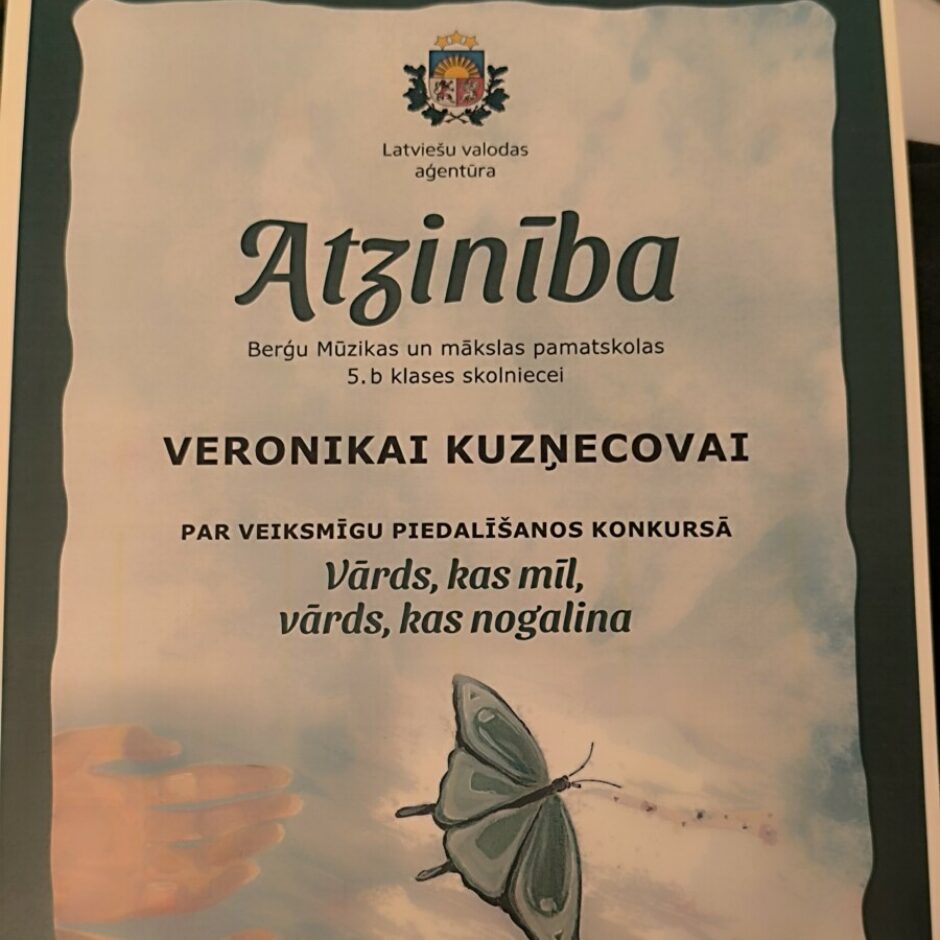 Latviešu valodas
aģentūra
Atzinība
Berģu Mūzikas un mākslas pamatskolas
5.b klases skolniecei
VERONIKAI KUZŅECOVAI
PAR VEIKSMĪGU PIEDALĪŠANOS KONKURSĀ
Vārds, kas mīl,
vārds, kas nogalina